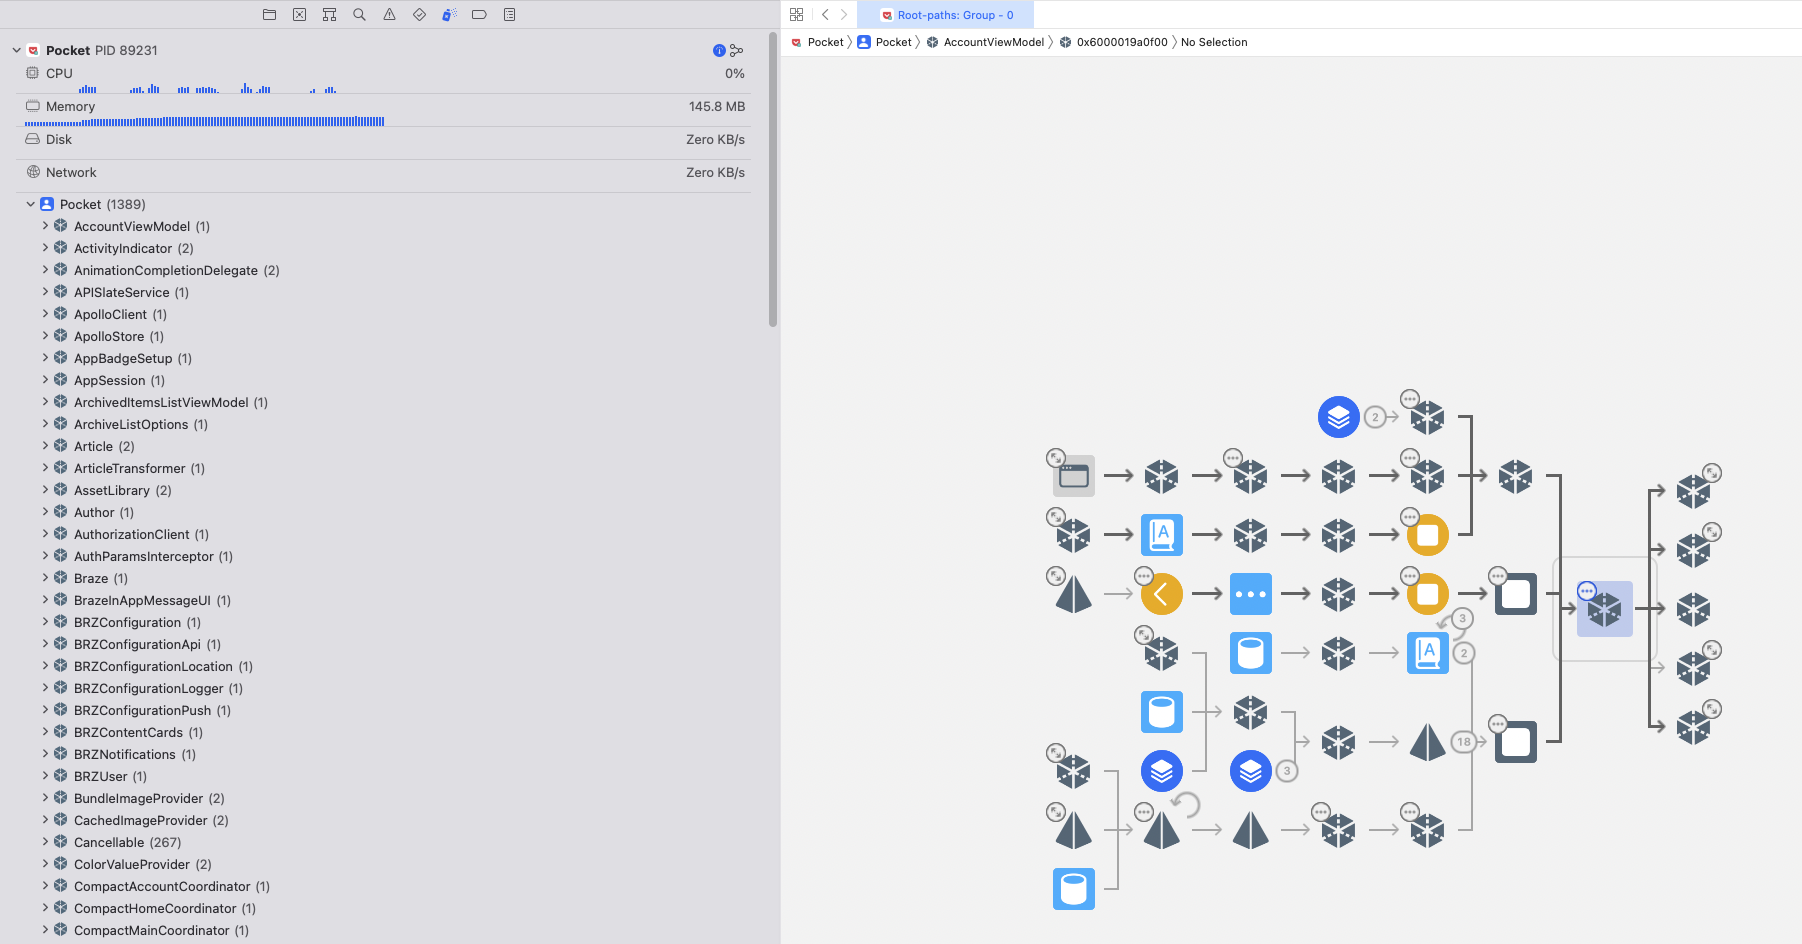 Pocket PID 89231
CPU 0%
Memory 145.8 MB
Disk Zero KB/s
Network Zero KB/s
Pocket (1389)
AccountViewModel (1)
ActivityIndicator (2)
AnimationCompletionDelegate (2)
APISlateService (1)
ApolloClient (1)
ApolloStore (1)
AppBadgeSetup (1)
AppSession (1)
ArchivedItemsListViewModel (1)
ArchiveListOptions (1)
Article (2)
ArticleTransformer (1)
AssetLibrary (2)
Author (1)
AuthorizationClient (1)
AuthParamsInterceptor (1)
Braze (1)
BrazeInAppMessageUI (1)
BRZConfiguration (1)
BRZConfigurationApi (1)
BRZConfigurationLocation (1)
BRZConfigurationLogger (1)
BRZConfigurationPush (1)
BRZContentCards (1)
BRZNotifications (1)
BRZUser (1)
BundleImageProvider (2)
CachedImageProvider (2)
Cancellable (267)
ColorValueProvider (2)
CompactAccountCoordinator (1)
CompactHomeCoordinator (1)
CompactMainCoordinator (1)
Root-paths: Group - 0
Pocket Pocket AccountViewModel 0x6000019a0f00 No Selection
2
A
3
A 2
18
3